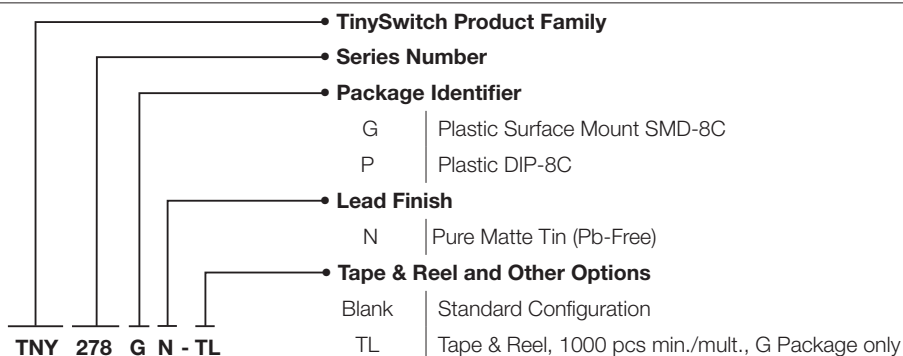 • TinySwitch Product Family
• Series Number
• Package Identifier
G Plastic Surface Mount SMD-8C
P Plastic DIP-8C
• Lead Finish
N Pure Matte Tin (Pb-Free)
• Tape & Reel and Other Options
Blank Standard Configuration
TL Tape & Reel, 1000 pcs min./mult., G Package only
TNY 278 G N - TL